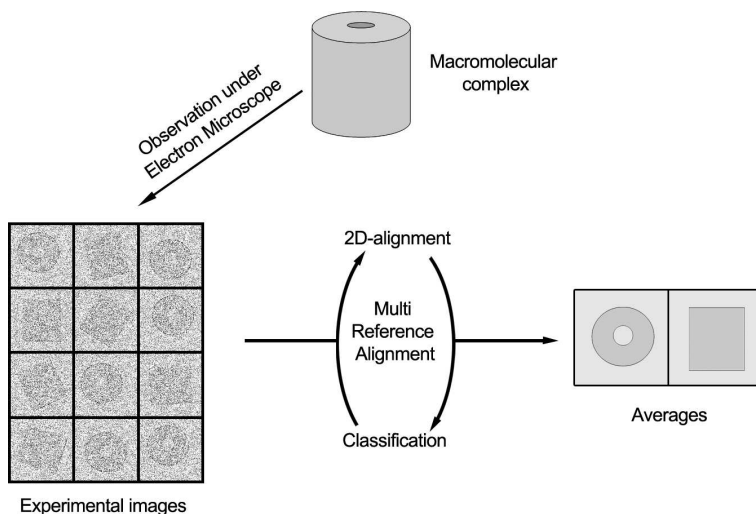 Macromolecular
complex
Observation under
Electron Microscope
2D-alignment
Multi
Reference
Alignment
Classification
Averages
Experimental images